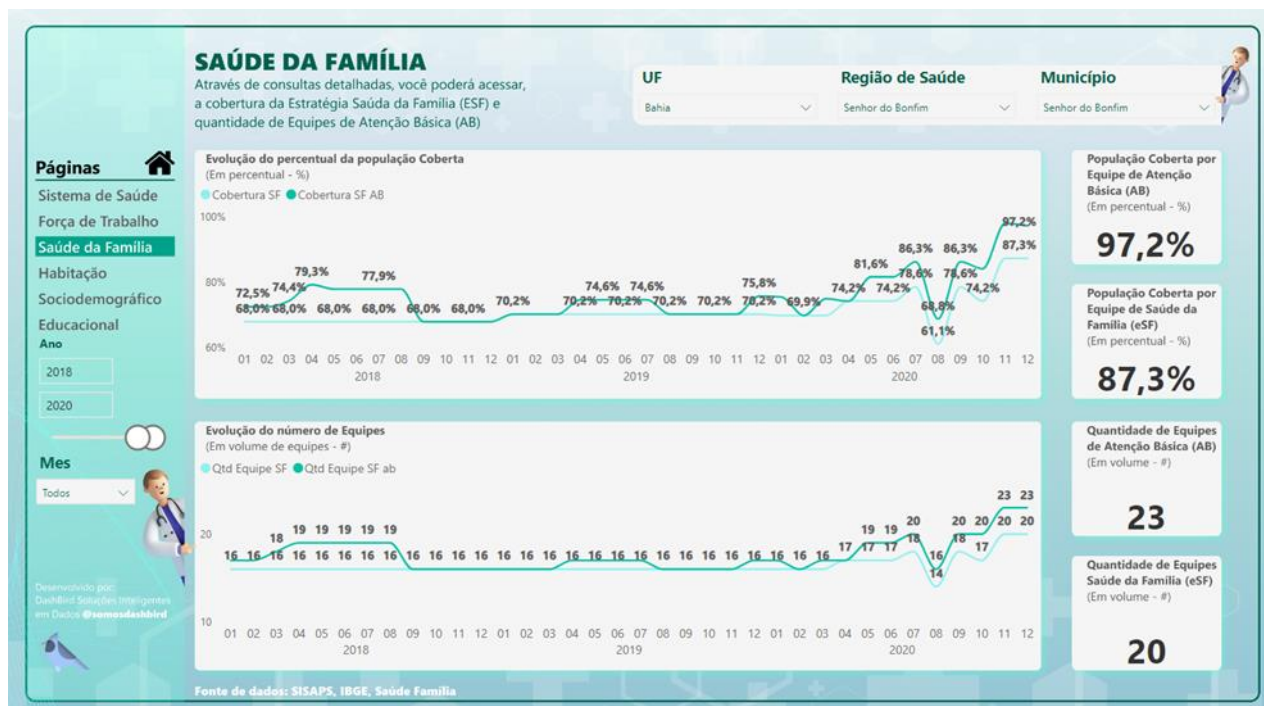 SAÚDE DA FAMÍLIA
Através de consultas detalhadas, você poderá acessar,
a cobertura da Estratégia Saúda da Família (ESF) e
quantidade de Equipes de Atenção Básica (AB)
UF
Bahia
Região de Saúde
Senhor do Bonfim
Município
Senhor do Bonfim
Páginas
Sistema de Saúde
Força de Trabalho
Saúde da Família
Habitação
Sociodemográfico
Educacional
Ano
2018
2020
Mes
Todos
Desenvolvido por:
DashBird Soluções Inteligentes
em Dados @somosdashbird
Evolução do percentual da população Coberta
(Em percentual - %)
Cobertura SF Cobertura SF AB
100%
80%
60%
97,2%
86,3% 86,3% 87,3%
79,3% 77,9% 81,6% 78,6% 78,6%
72,5% 74,4% 74,6% 74,6% 75,8% 74,2% 74,2% 74,2%
68,0% 68,0% 68,0% 68,0% 68,0% 68,0% 70,2% 70,2% 70,2% 70,2% 70,2% 70,2% 69,9% 68,8%
61,1%
01 02 03 04 05 06 07 08 09 10 11 12 01 02 03 04 05 06 07 08 09 10 11 12 01 02 03 04 05 06 07 08 09 10 11 12
2018 2019 2020
Evolução do número de Equipes
(Em volume de equipes - #)
Qtd Equipe SF Qtd Equipe SF ab
20
10
23 23
18 19 19 19 19 19 19 19 20 20 20 20 20
16 16 16 16 16 16 16 16 16 16 16 16 16 16 16 16 16 16 16 16 16 16 16 16 16 16 16 17 17 17 18 16 18 17
14
01 02 03 04 05 06 07 08 09 10 11 12 01 02 03 04 05 06 07 08 09 10 11 12 01 02 03 04 05 06 07 08 09 10 11 12
2018 2019 2020
População Coberta por
Equipe de Atenção
Básica (AB)
(Em percentual - %)
97,2%
População Coberta por
Equipe de Saúde da
Família (eSF)
(Em percentual - %)
87,3%
Quantidade de Equipes
de Atenção Básica (AB)
(Em volume - #)
23
Quantidade de Equipes
Saúde da Família (eSF)
(Em volume - #)
20
Fonte de dados: SISAPS, IBGE, Saúde Família